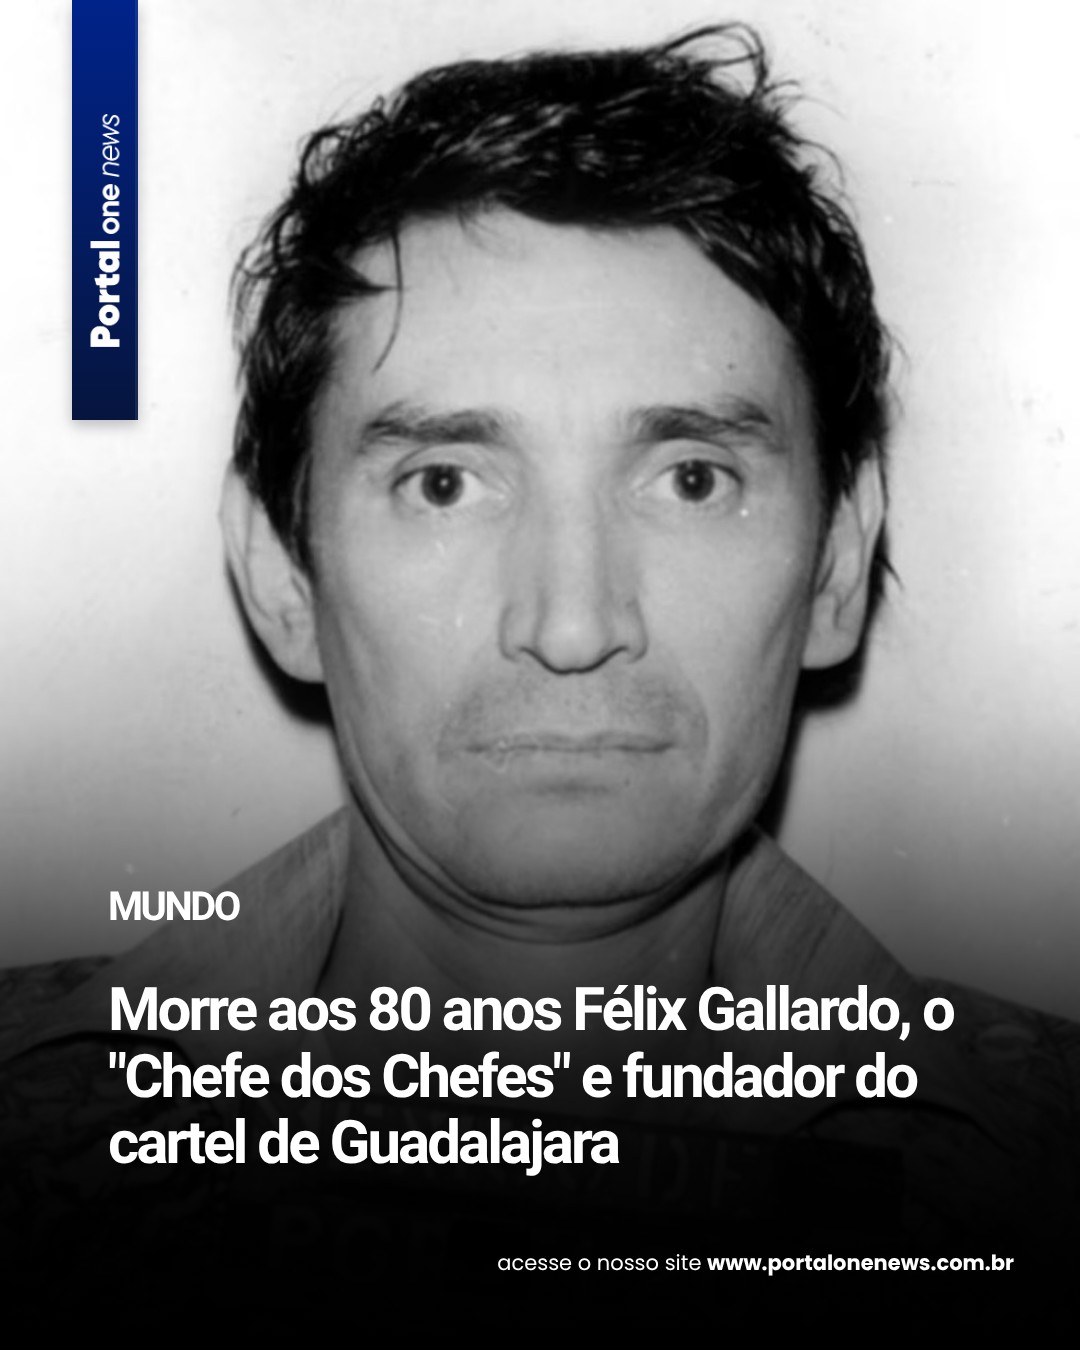 Portal one news
MUNDO
Morre aos 80 anos Félix Gallardo, o
"Chefe dos Chefes" e fundador do
cartel de Guadalajara
acesse o nosso site www.portalonenews.com.br